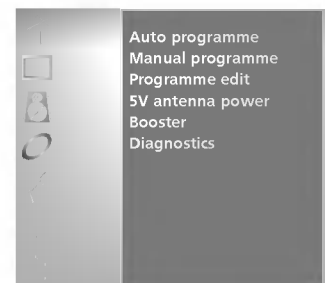 Auto programme
Manual programme
Programme edit
5V antenna power
Booster
Diagnostics